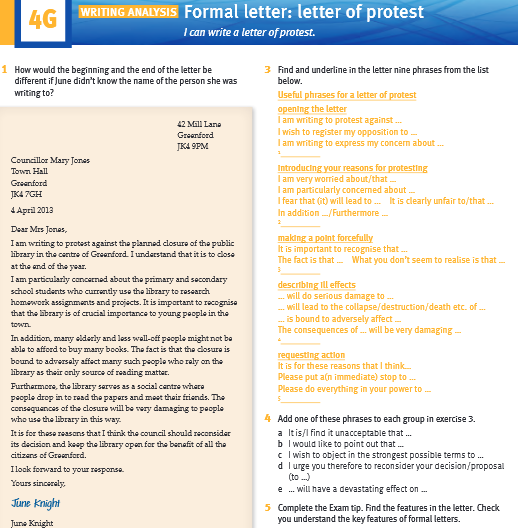 4G
WRITING ANALYSIS Formal letter: letter of protest
I can write a letter of protest.
1 How would the beginning and the end of the letter be
different if June didn't know the name of the person she was
writing to?
42 Mill Lane
Greenford
JK4 9PM
Councillor Mary Jones
Town Hall
Greenford
JK4 7GH
4 April 2013
Dear Mrs Jones,
I am writing to protest against the planned closure of the public
library in the centre of Greenford. I understand that it is to close
at the end of the year.
I am particularly concerned about the primary and secondary
school students who currently use the library to research
homework assignments and projects. It is important to recognise
that the library is of crucial importance to young people in the
town.
In addition, many elderly and less well-off people might not be
able to afford to buy many books. The fact is that the closure is
bound to adversely affect many such people who rely on the
library as their only source of reading matter.
Furthermore, the library serves as a social centre where
people drop in to read the papers and meet their friends. The
consequences of the closure will be very damaging to people
who use the library in this way.
It is for these reasons that I think the council should reconsider
its decision and keep the library open for the benefit of all the
citizens of Greenford.
I look forward to your response.
Yours sincerely,
June Knight
June Knight
3 Find and underline in the letter nine phrases from the list
below.
Useful phrases for a letter of protest
opening the letter
I am writing to protest against ...
I wish to register my opposition to ...
I am writing to express my concern about ...
1
introducing your reasons for protesting
I am very worried about/that ...
I am particularly concerned about ...
I fear that (it) will lead to ... It is clearly unfair to/that ...
In addition .../Furthermore ...
2
making a point forcefully
It is important to recognise that ...
The fact is that ... What you don't seem to realise is that ...
3
describing ill effects
... will do serious damage to ...
... will lead to the collapse/destruction/death etc. of ...
... is bound to adversely affect ...
The consequences of ... will be very damaging ...
4
requesting action
It is for these reasons that I think...
Please put a(n immediate) stop to ...
Please do everything in your power to ...
5
4 Add one of these phrases to each group in exercise 3.
a It is/I find it unacceptable that ...
b I would like to point out that ...
c I wish to object in the strongest possible terms to ...
d I urge you therefore to reconsider your decision/proposal
(to ...)
e ... will have a devastating effect on ...
5 Complete the Exam tip. Find the features in the letter. Check
you understand the key features of formal letters.